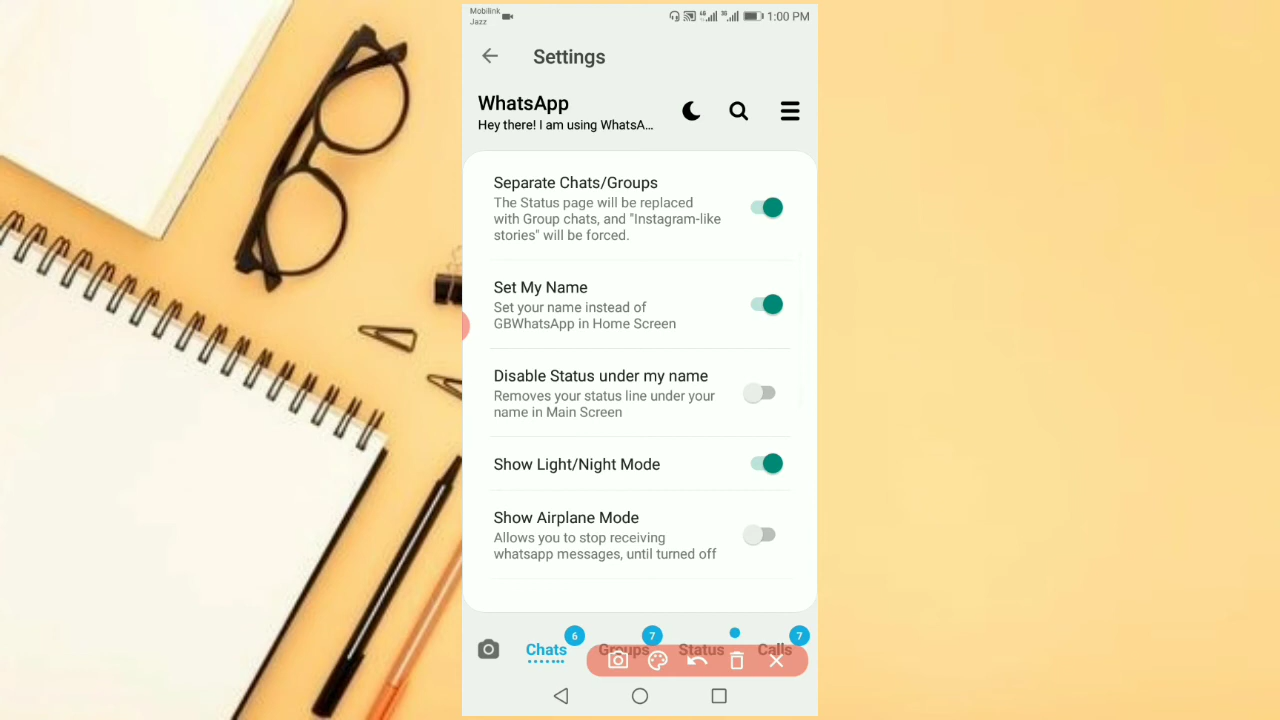 Mobilink
Jazz
4G
3G
1:00 PM
Settings
WhatsApp
Hey there! I am using WhatsA...
Separate Chats/Groups
The Status page will be replaced
with Group chats, and "Instagram-like
stories" will be forced.
Set My Name
Set your name instead of
GBWhatsApp in Home Screen
Disable Status under my name
Removes your status line under your
name in Main Screen
Show Light/Night Mode
Show Airplane Mode
Allows you to stop receiving
whatsapp messages, until turned off
6
7
7
Chats
Groups
Status
Calls